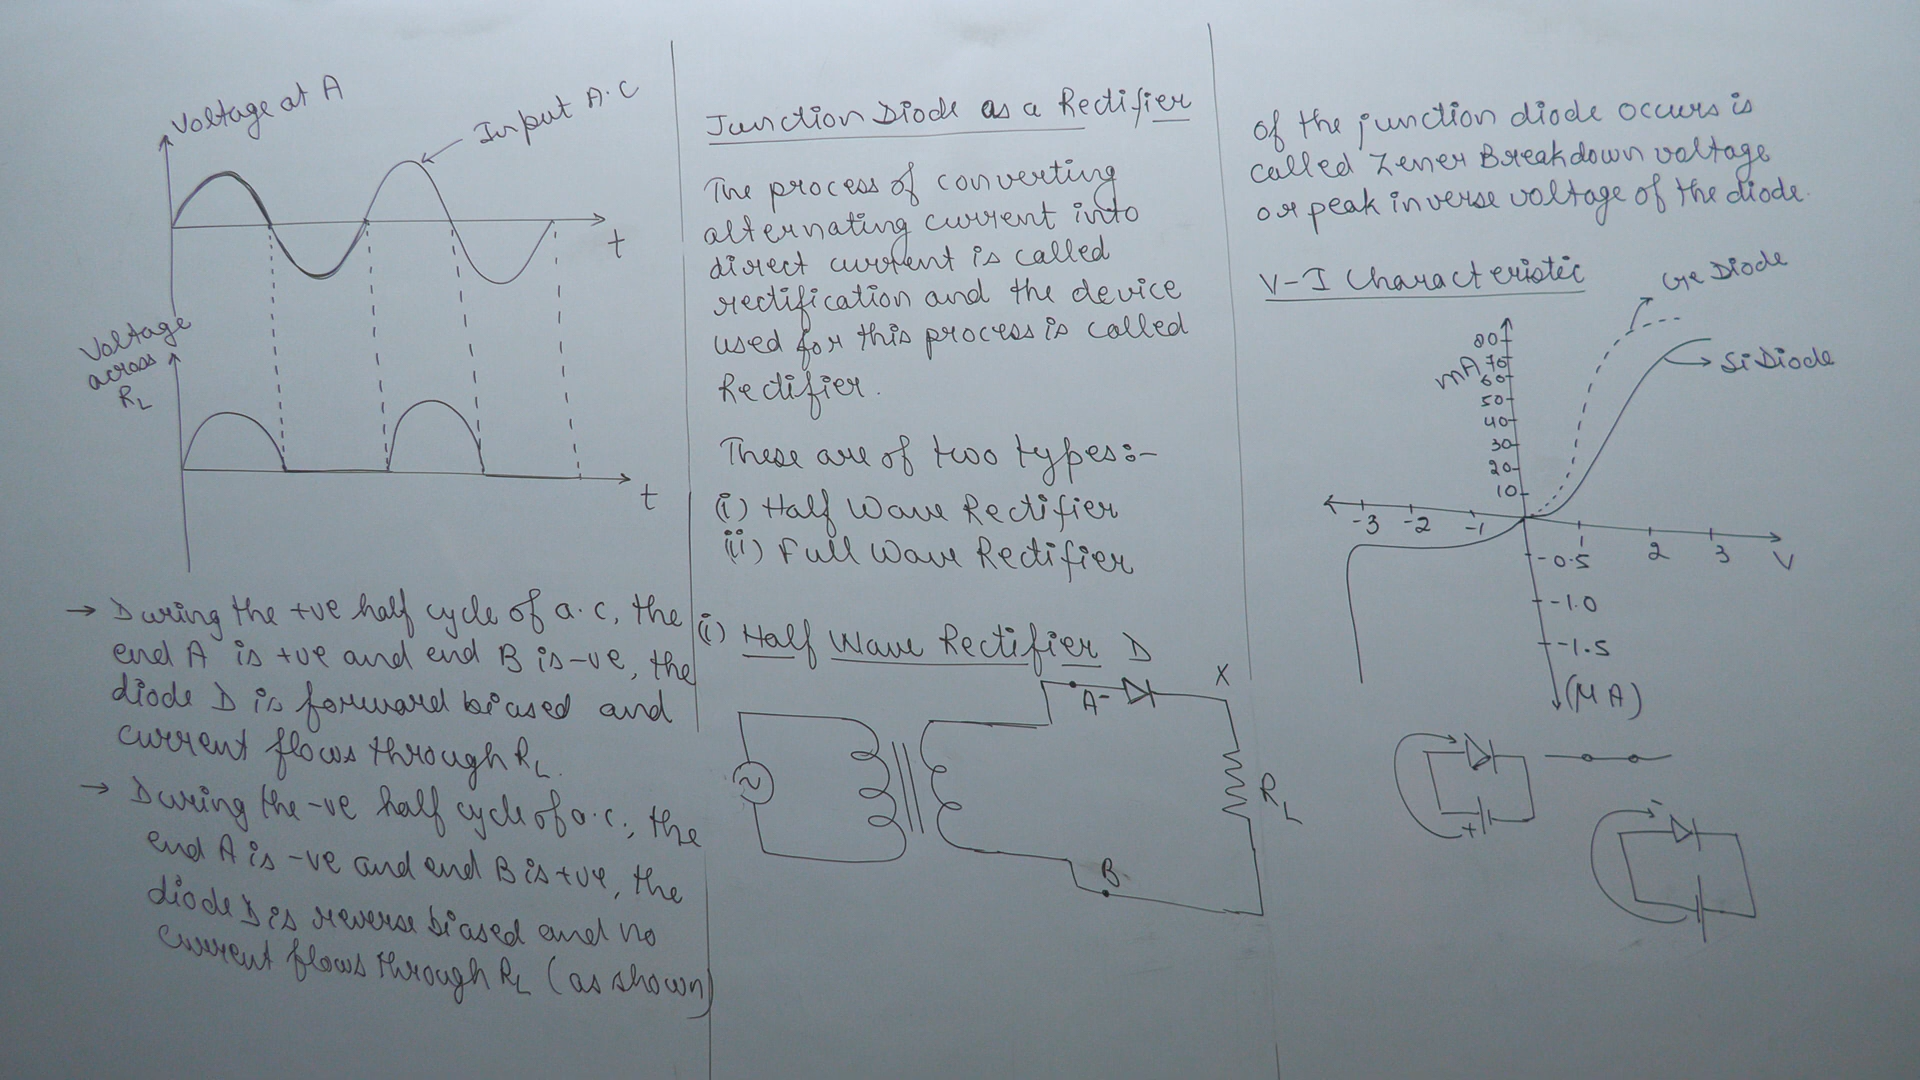 Voltage at A
Input A.C
t
Voltage
across
RL
t
→ During the +ve half cycle of a.c, the
end A is +ve and end B is -ve, the
diode D is forward biased and
current flows through RL.
→ During the -ve half cycle of a.c., the
end A is -ve and end B is +ve, the
diode D is reverse biased and no
current flows through RL (as shown)
Junction Diode as a Rectifier
The process of converting
alternating current into
direct current is called
rectification and the device
used for this process is called
Rectifier.
These are of two types:-
(i) Half Wave Rectifier
(ii) Full Wave Rectifier
(i) Half Wave Rectifier
D
X
A
~
RL
B
of the junction diode occurs is
called Zener Breakdown voltage
or peak inverse voltage of the diode.
V-I Characteristic
Ge Diode
Si Diode
mA
80
70
60
50
40
30
20
10
-3 -2 -1
2 3 V
-0.5
-1.0
-1.5
(μA)
+
-